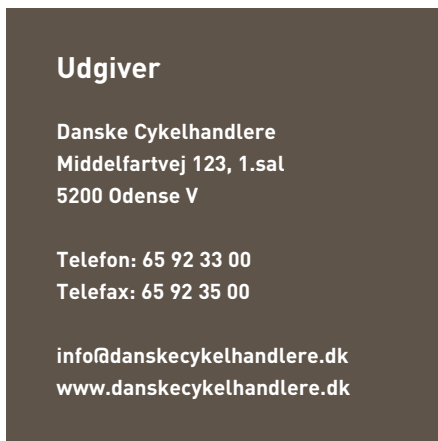 Udgiver
Danske Cykelhandlere
Middelfartvej 123, 1.sal
5200 Odense V
Telefon: 65 92 33 00
Telefax: 65 92 35 00
info@danskecykelhandlere.dk
www.danskecykelhandlere.dk